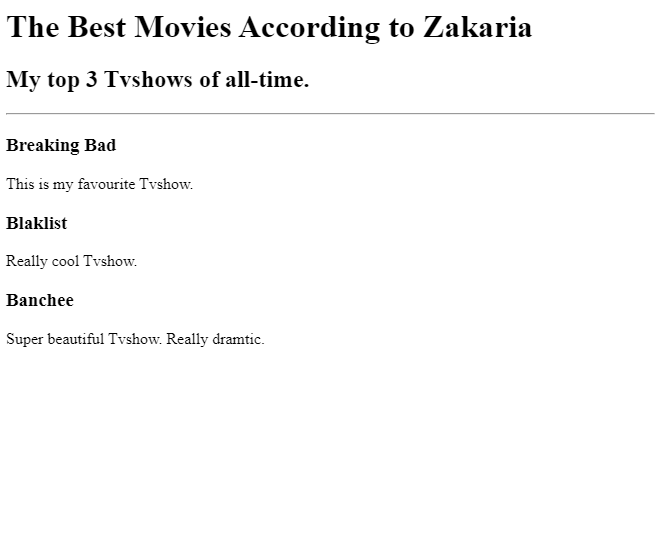 The Best Movies According to Zakaria
My top 3 Tvshows of all-time.
Breaking Bad
This is my favourite Tvshow.
Blaklist
Really cool Tvshow.
Banchee
Super beautiful Tvshow. Really dramtic.